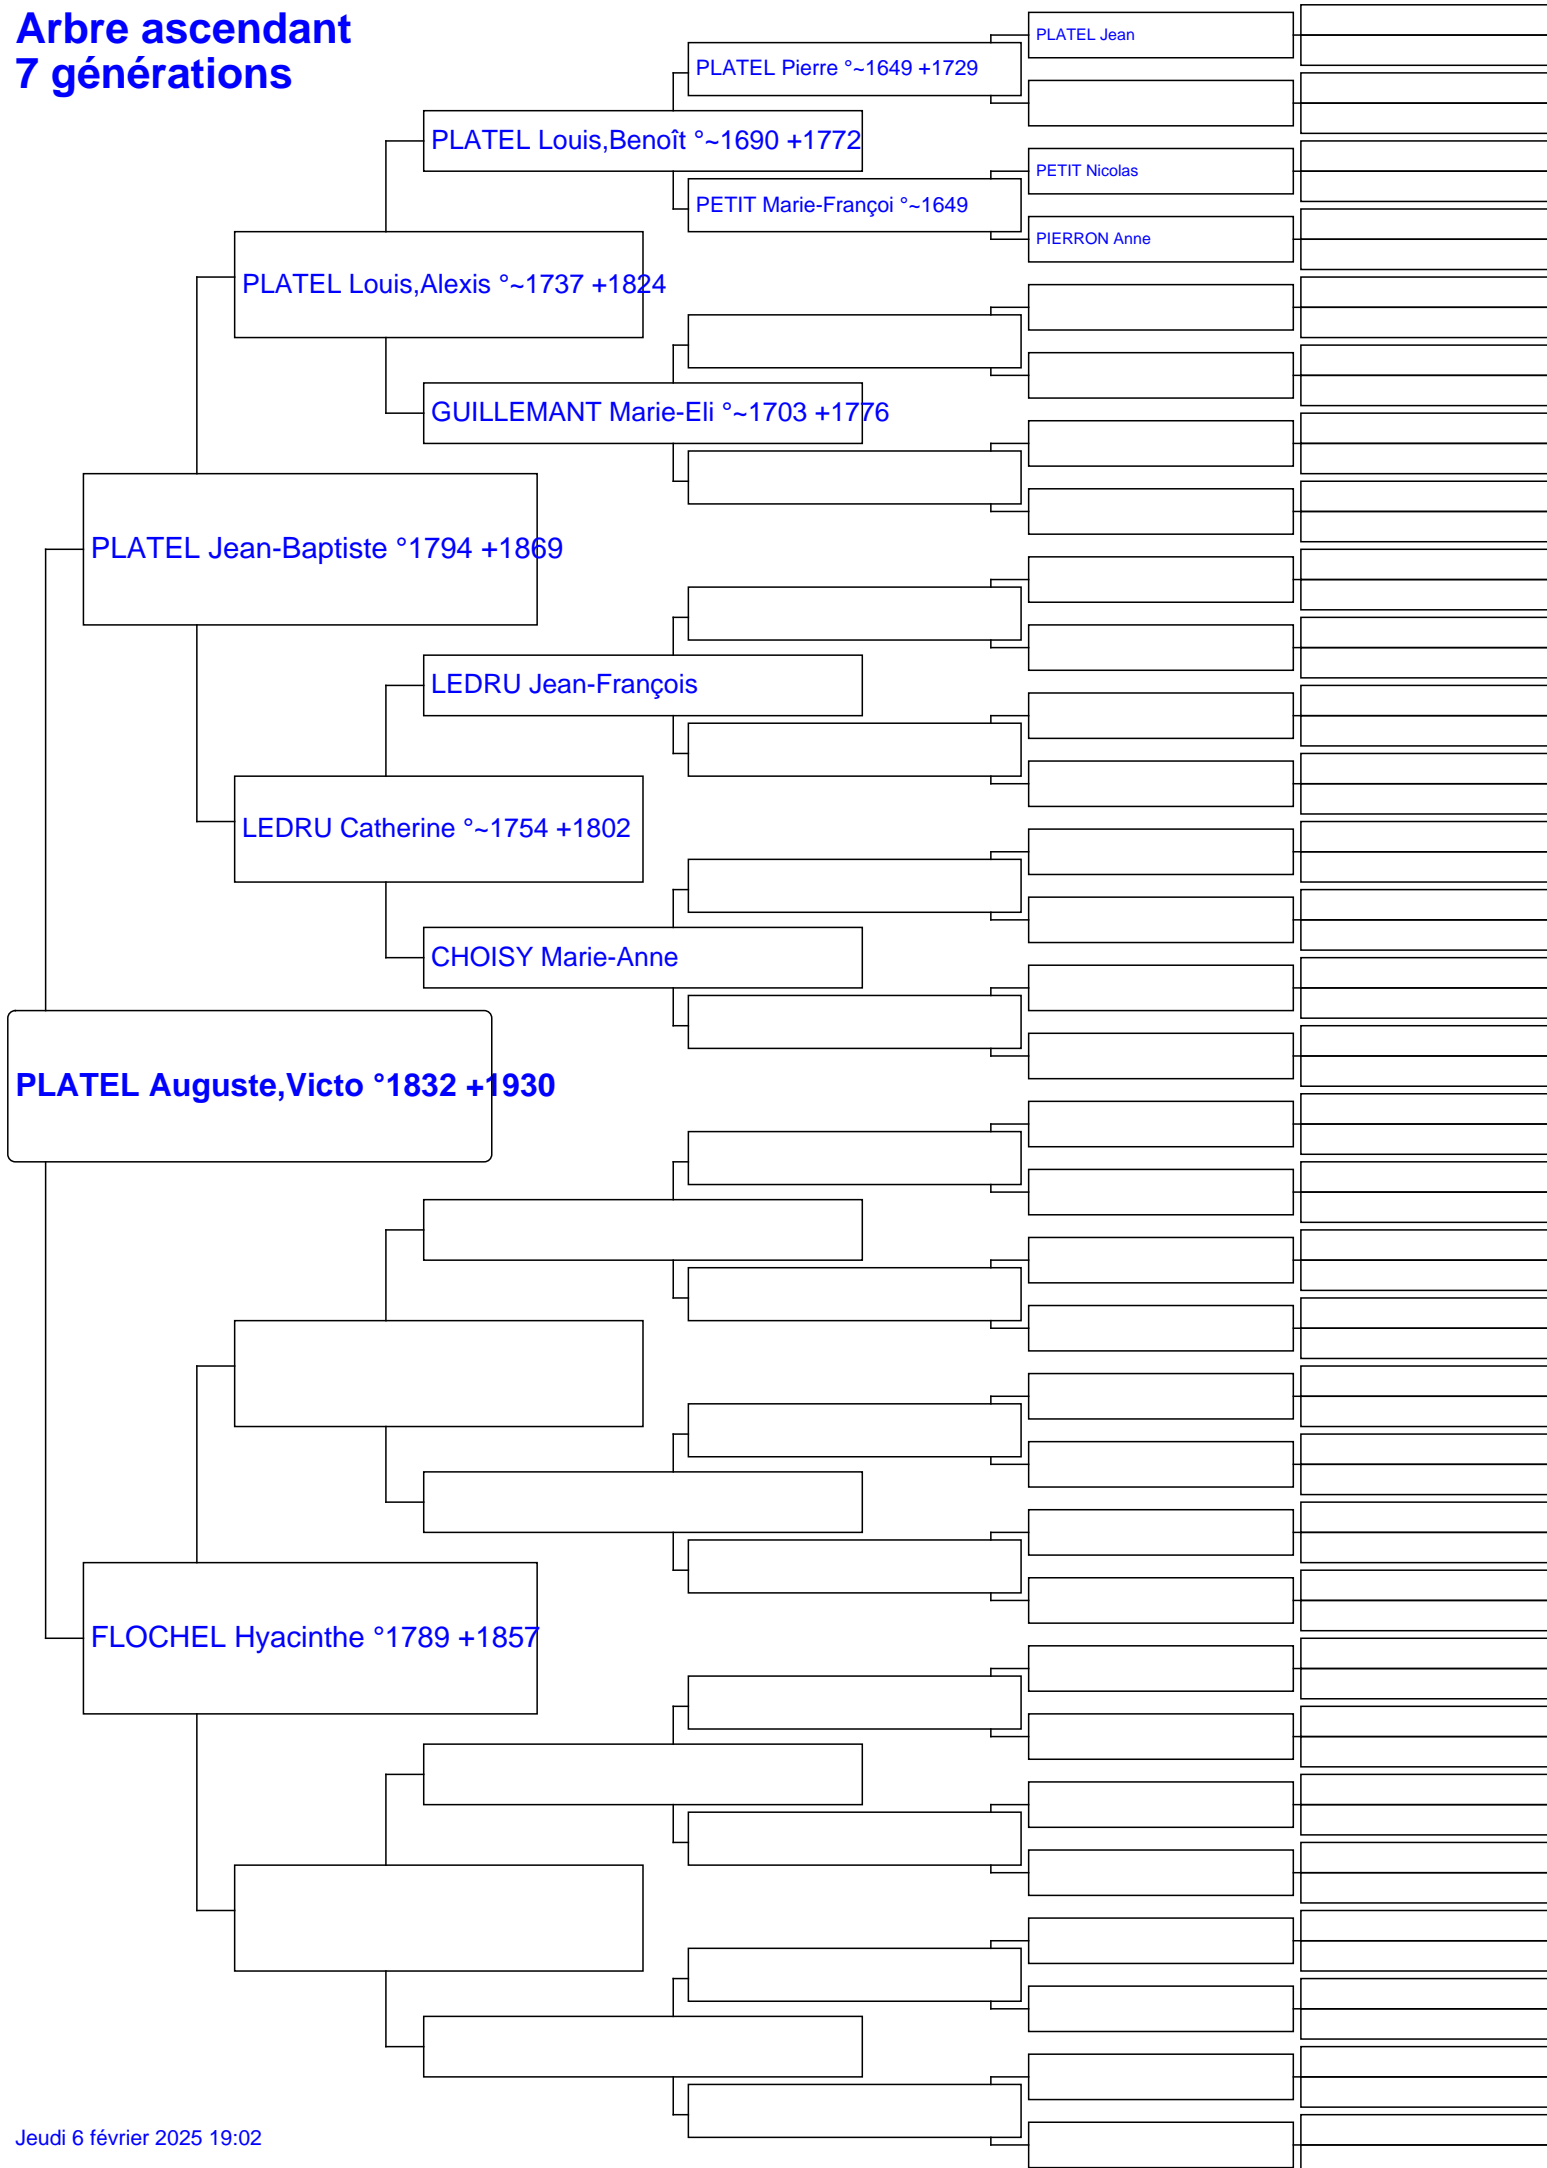 Arbre ascendant
7 générations
PLATEL Jean
PLATEL Pierre °~1649 +1729
PLATEL Louis,Benoît °~1690 +1772
PETIT Nicolas
PETIT Marie-Françoi °~1649
PIERRON Anne
PLATEL Louis,Alexis °~1737 +1824
GUILLEMANT Marie-Eli °~1703 +1776
PLATEL Jean-Baptiste °1794 +1869
LEDRU Jean-François
LEDRU Catherine °~1754 +1802
CHOISY Marie-Anne
PLATEL Auguste,Victo °1832 +1930
FLOCHEL Hyacinthe °1789 +1857
Jeudi 6 février 2025 19:02